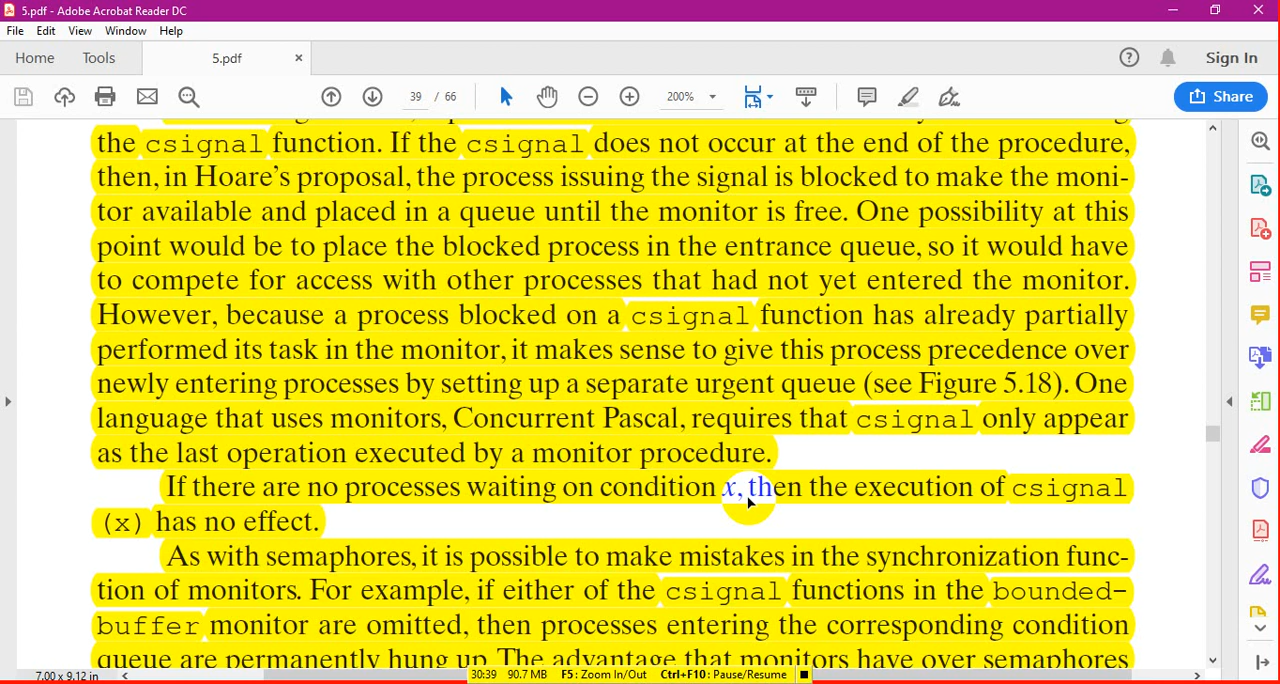 5.pdf - Adobe Acrobat Reader DC
File Edit View Window Help
Home Tools 5.pdf × Sign In
39 / 66 200% Share
the csignal function. If the csignal does not occur at the end of the procedure,
then, in Hoare's proposal, the process issuing the signal is blocked to make the moni-
tor available and placed in a queue until the monitor is free. One possibility at this
point would be to place the blocked process in the entrance queue, so it would have
to compete for access with other processes that had not yet entered the monitor.
However, because a process blocked on a csignal function has already partially
performed its task in the monitor, it makes sense to give this process precedence over
newly entering processes by setting up a separate urgent queue (see Figure 5.18). One
language that uses monitors, Concurrent Pascal, requires that csignal only appear
as the last operation executed by a monitor procedure.
If there are no processes waiting on condition x, then the execution of csignal
(x) has no effect.
As with semaphores, it is possible to make mistakes in the synchronization func-
tion of monitors. For example, if either of the csignal functions in the bounded-
buffer monitor are omitted, then processes entering the corresponding condition
queue are permanently hung up. The advantage that monitors have over semaphores
7.00 x 9.12 in
30:39 90.7 MB F5: Zoom In/Out Ctrl+F10: Pause/Resume